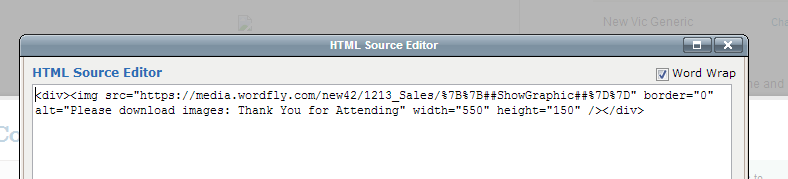 New Vic Generic
HTML Source Editor
HTML Source Editor
Word Wrap
<div><img src="https://media.wordfly.com/new42/1213_Sales/%7B%7B##ShowGraphic##%7D%7D" border="0"
alt="Please download images: Thank You for Attending" width="550" height="150" /></div>